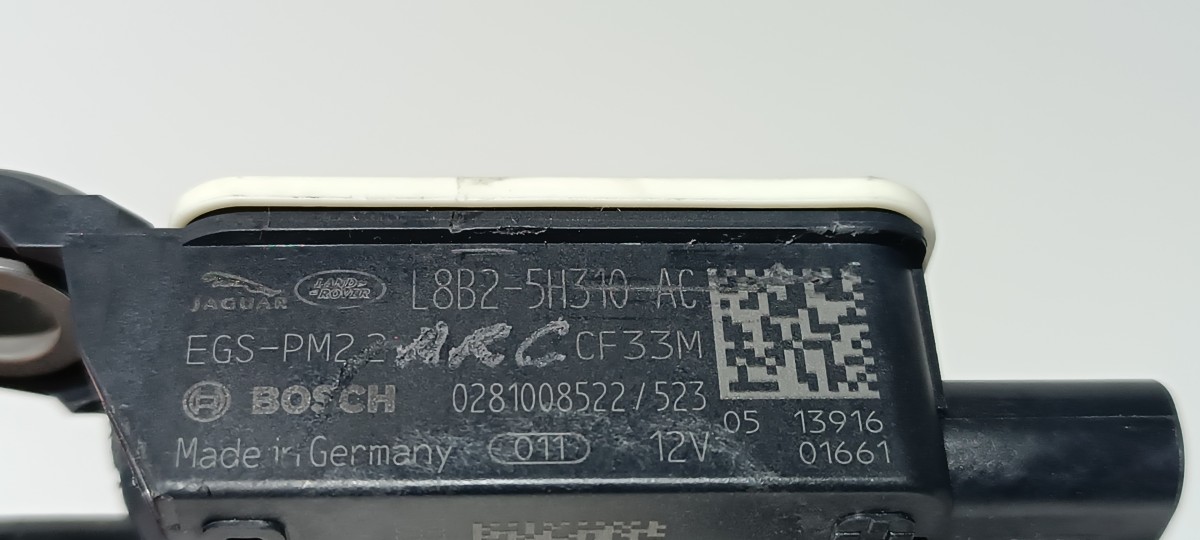 JAGUAR LAND ROVER L8B2-5H310 AC
EGS-PM2.2 ARC CF33M
BOSCH 0281008522/523
05 13916
Made in Germany 011 12V 01661